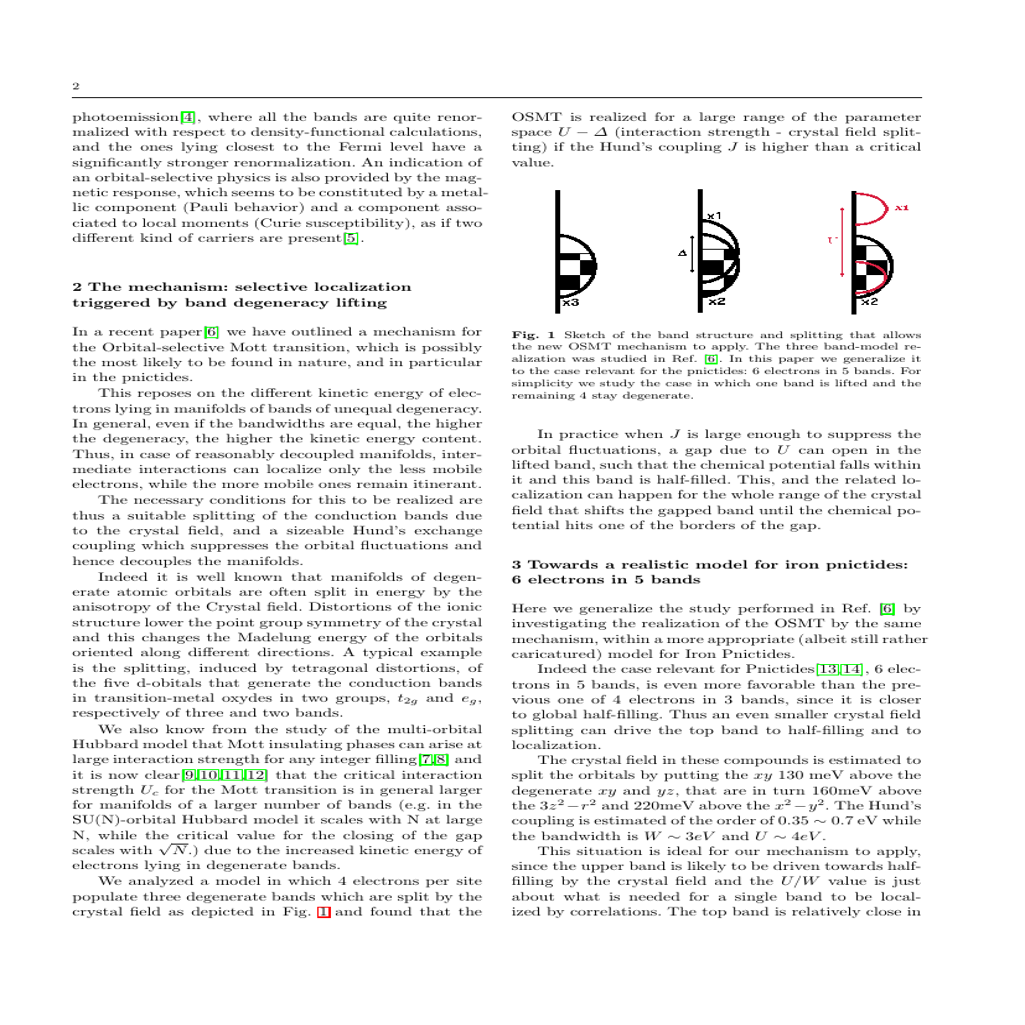 2
photoemission[4], where all the bands are quite renor-
malized with respect to density-functional calculations,
and the ones lying closest to the Fermi level have a
significantly stronger renormalization. An indication of
an orbital-selective physics is also provided by the mag-
netic response, which seems to be constituted by a metal-
lic component (Pauli behavior) and a component asso-
ciated to local moments (Curie susceptibility), as if two
different kind of carriers are present[5].
2 The mechanism: selective localization
triggered by band degeneracy lifting
In a recent paper[6] we have outlined a mechanism for
the Orbital-selective Mott transition, which is possibly
the most likely to be found in nature, and in particular
in the pnictides.
This reposes on the different kinetic energy of elec-
trons lying in manifolds of bands of unequal degeneracy.
In general, even if the bandwidths are equal, the higher
the degeneracy, the higher the kinetic energy content.
Thus, in case of reasonably decoupled manifolds, inter-
mediate interactions can localize only the less mobile
electrons, while the more mobile ones remain itinerant.
The necessary conditions for this to be realized are
thus a suitable splitting of the conduction bands due
to the crystal field, and a sizeable Hund's exchange
coupling which suppresses the orbital fluctuations and
hence decouples the manifolds.
Indeed it is well known that manifolds of degen-
erate atomic orbitals are often split in energy by the
anisotropy of the Crystal field. Distortions of the ionic
structure lower the point group symmetry of the crystal
and this changes the Madelung energy of the orbitals
oriented along different directions. A typical example
is the splitting, induced by tetragonal distortions, of
the five d-obitals that generate the conduction bands
in transition-metal oxydes in two groups, t₂g and e_g,
respectively of three and two bands.
We also know from the study of the multi-orbital
Hubbard model that Mott insulating phases can arise at
large interaction strength for any integer filling[7,8] and
it is now clear[9,10,11,12] that the critical interaction
strength U_c for the Mott transition is in general larger
for manifolds of a larger number of bands (e.g. in the
SU(N)-orbital Hubbard model it scales with N at large
N, while the critical value for the closing of the gap
scales with √N.) due to the increased kinetic energy of
electrons lying in degenerate bands.
We analyzed a model in which 4 electrons per site
populate three degenerate bands which are split by the
crystal field as depicted in Fig. 1 and found that the
OSMT is realized for a large range of the parameter
space U − Δ (interaction strength - crystal field split-
ting) if the Hund's coupling J is higher than a critical
value.
x3
Δ
x1
x2
U
x1
x2
Fig. 1 Sketch of the band structure and splitting that allows
the new OSMT mechanism to apply. The three band-model re-
alization was studied in Ref. [6]. In this paper we generalize it
to the case relevant for the pnictides: 6 electrons in 5 bands. For
simplicity we study the case in which one band is lifted and the
remaining 4 stay degenerate.
In practice when J is large enough to suppress the
orbital fluctuations, a gap due to U can open in the
lifted band, such that the chemical potential falls within
it and this band is half-filled. This, and the related lo-
calization can happen for the whole range of the crystal
field that shifts the gapped band until the chemical po-
tential hits one of the borders of the gap.
3 Towards a realistic model for iron pnictides:
6 electrons in 5 bands
Here we generalize the study performed in Ref. [6] by
investigating the realization of the OSMT by the same
mechanism, within a more appropriate (albeit still rather
caricatured) model for Iron Pnictides.
Indeed the case relevant for Pnictides[13,14], 6 elec-
trons in 5 bands, is even more favorable than the pre-
vious one of 4 electrons in 3 bands, since it is closer
to global half-filling. Thus an even smaller crystal field
splitting can drive the top band to half-filling and to
localization.
The crystal field in these compounds is estimated to
split the orbitals by putting the xy 130 meV above the
degenerate xy and yz, that are in turn 160meV above
the 3z² − r² and 220meV above the x² − y². The Hund's
coupling is estimated of the order of 0.35 ∼ 0.7 eV while
the bandwidth is W ∼ 3eV and U ∼ 4eV.
This situation is ideal for our mechanism to apply,
since the upper band is likely to be driven towards half-
filling by the crystal field and the U/W value is just
about what is needed for a single band to be local-
ized by correlations. The top band is relatively close in